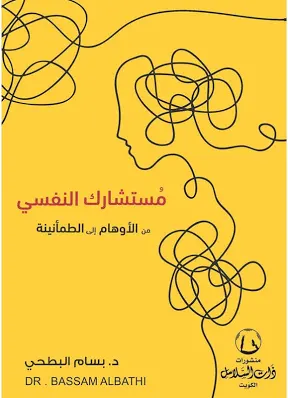 مُستشارك النفسي
من الأوهام إلى الطمأنينة
د. بسام البطحي
DR . BASSAM ALBATHI
منشورات
ذات السلاسل
الكويت